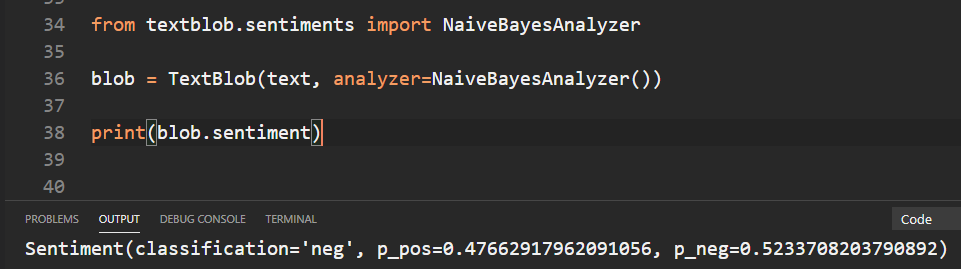 34 from textblob.sentiments import NaiveBayesAnalyzer
35
36 blob = TextBlob(text, analyzer=NaiveBayesAnalyzer())
37
38 print(blob.sentiment)
39
40
PROBLEMS OUTPUT DEBUG CONSOLE TERMINAL Code
Sentiment(classification='neg', p_pos=0.47662917962091056, p_neg=0.5233708203790892)